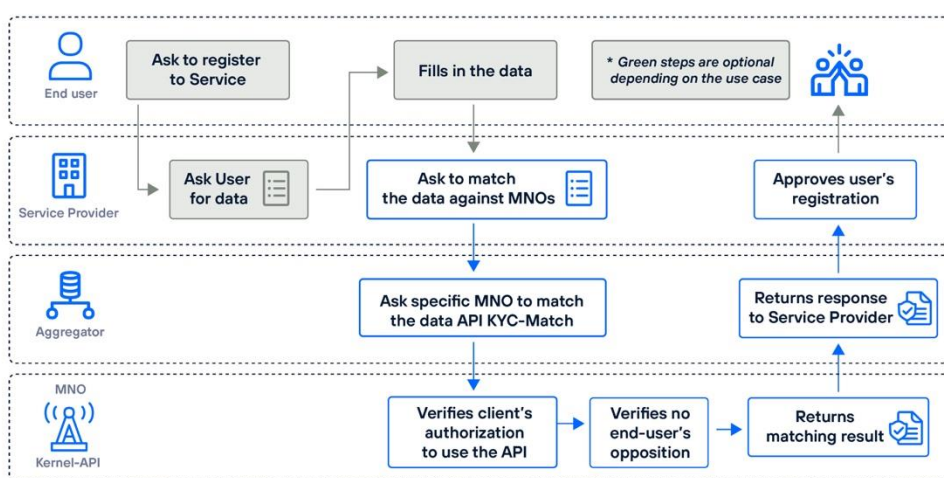 End user
Ask to register
to Service
Fills in the data
* Green steps are optional
depending on the use case
Service Provider
Ask User
for data
Ask to match
the data against MNOs
Approves user's
registration
Aggregator
Ask specific MNO to match
the data API KYC-Match
Returns response
to Service Provider
MNO
Kernel-API
Verifies client's
authorization
to use the API
Verifies no
end-user's
opposition
Returns
matching result